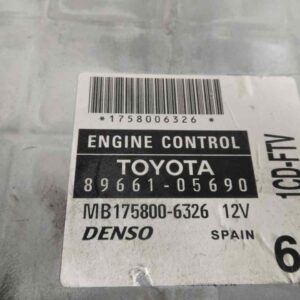 *1758006326*
ENGINE CONTROL
TOYOTA
89661-05690
MB175800-6326 12V
DENSO SPAIN
1CD-FTV
6